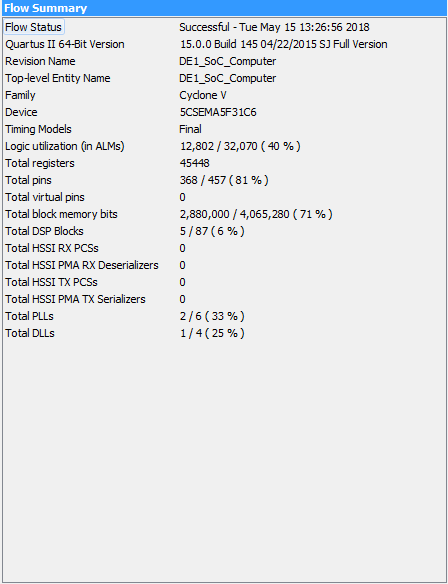 Flow Summary
Flow Status Successful - Tue May 15 13:26:56 2018
Quartus II 64-Bit Version 15.0.0 Build 145 04/22/2015 SJ Full Version
Revision Name DE1_SoC_Computer
Top-level Entity Name DE1_SoC_Computer
Family Cyclone V
Device 5CSEMA5F31C6
Timing Models Final
Logic utilization (in ALMs) 12,802 / 32,070 ( 40 % )
Total registers 45448
Total pins 368 / 457 ( 81 % )
Total virtual pins 0
Total block memory bits 2,880,000 / 4,065,280 ( 71 % )
Total DSP Blocks 5 / 87 ( 6 % )
Total HSSI RX PCSs 0
Total HSSI PMA RX Deserializers 0
Total HSSI TX PCSs 0
Total HSSI PMA TX Serializers 0
Total PLLs 2 / 6 ( 33 % )
Total DLLs 1 / 4 ( 25 % )